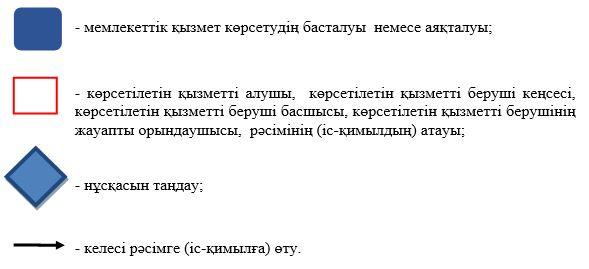 - мемлекеттік қызмет көрсетудің басталуы немесе аяқталуы;
- көрсетілетін қызметті алушы, көрсетілетін қызметті беруші кеңсесі,
көрсетілетін қызметті беруші басшысы, көрсетілетін қызметті берушінің
жауапты орындаушысы, рәсімінің (іс-қимылдың) атауы;
- нұсқасын таңдау;
- келесі рәсімге (іс-қимылға) өту.